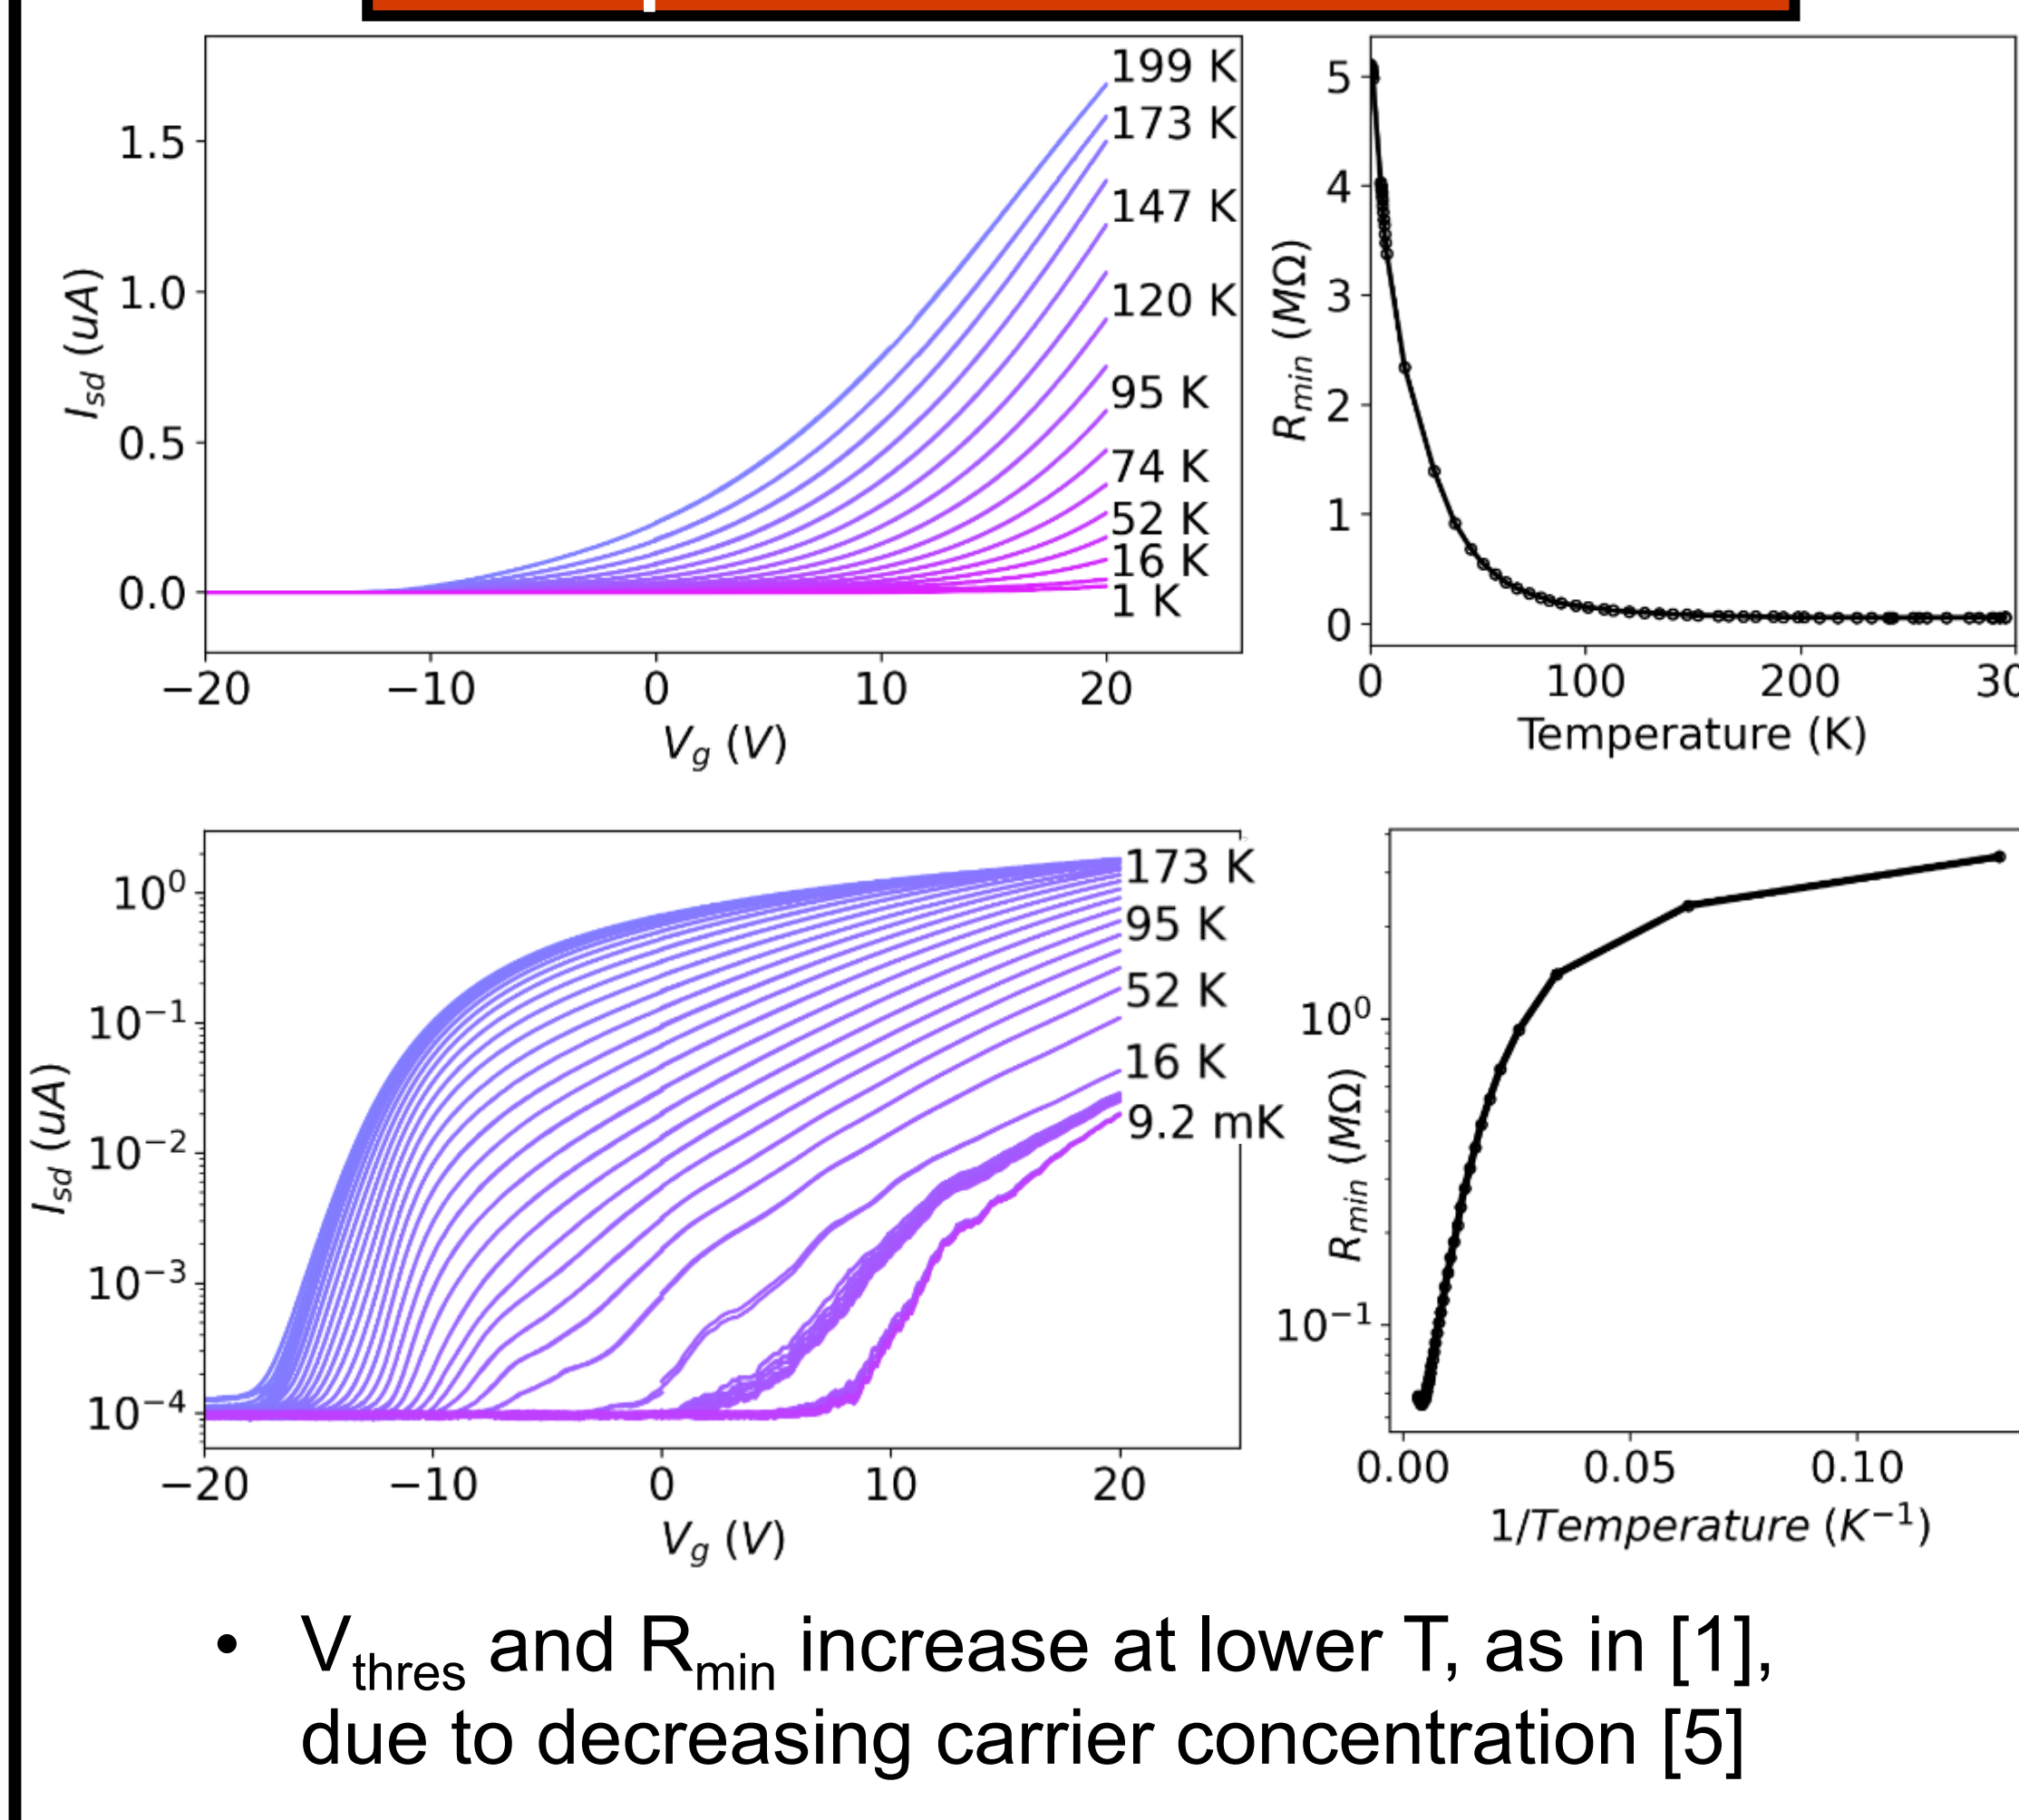 199 K
173 K
147 K
120 K
95 K
74 K
52 K
16 K
1 K
1.5
1.0
0.5
0.0
I_sd (uA)
−20 −10 0 10 20
V_g (V)
5
4
3
2
1
0
R_min (MΩ)
0 100 200 30
Temperature (K)
173 K
95 K
52 K
16 K
9.2 mK
10⁰
10⁻¹
10⁻²
10⁻³
10⁻⁴
I_sd (uA)
−20 −10 0 10 20
V_g (V)
10⁰
10⁻¹
R_min (MΩ)
0.00 0.05 0.10
1/Temperature (K⁻¹)
• V_thres and R_min increase at lower T, as in [1],
due to decreasing carrier concentration [5]